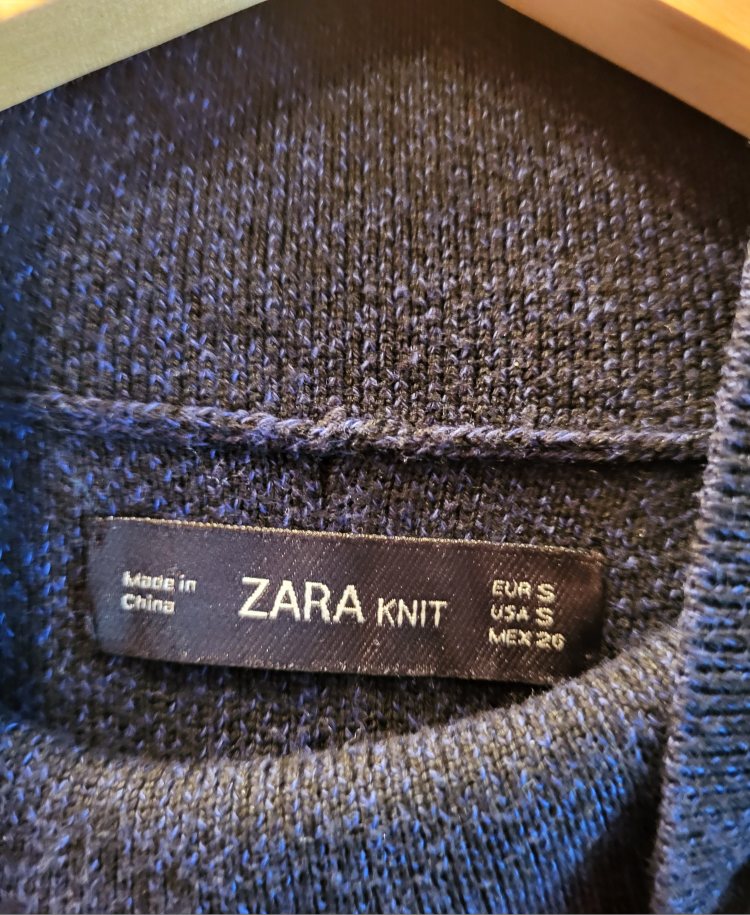 Made in
China
ZARA KNIT
EUR S
USA S
MEX 26